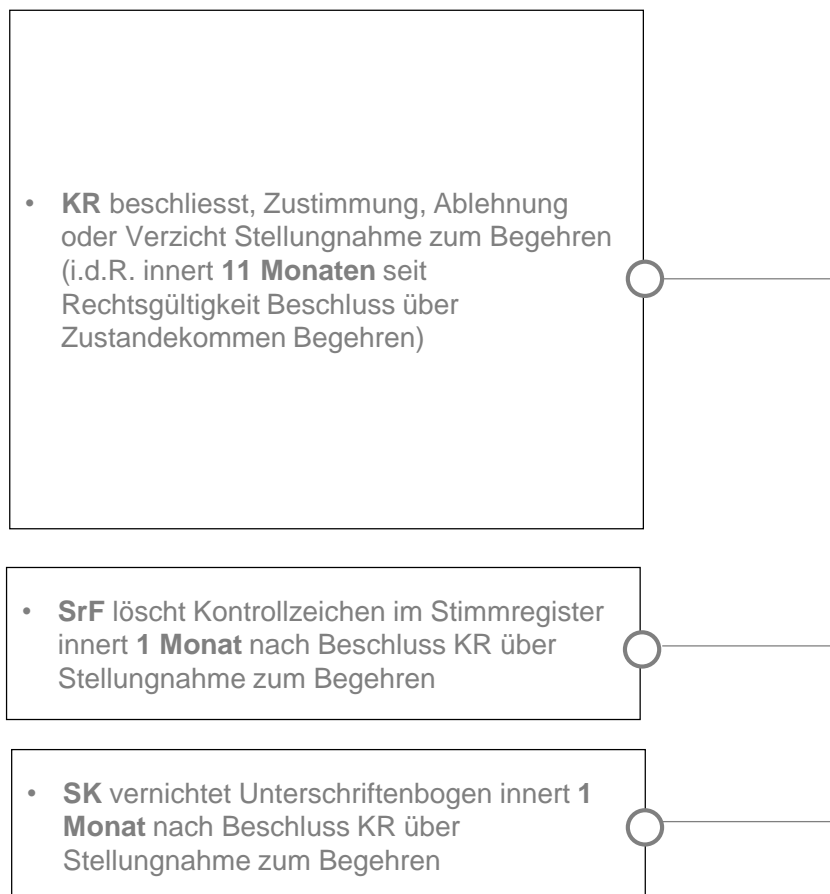 • KR beschliesst, Zustimmung, Ablehnung
oder Verzicht Stellungnahme zum Begehren
(i.d.R. innert 11 Monaten seit
Rechtsgültigkeit Beschluss über
Zustandekommen Begehren)
• SrF löscht Kontrollzeichen im Stimmregister
innert 1 Monat nach Beschluss KR über
Stellungnahme zum Begehren
• SK vernichtet Unterschriftenbogen innert 1
Monat nach Beschluss KR über
Stellungnahme zum Begehren